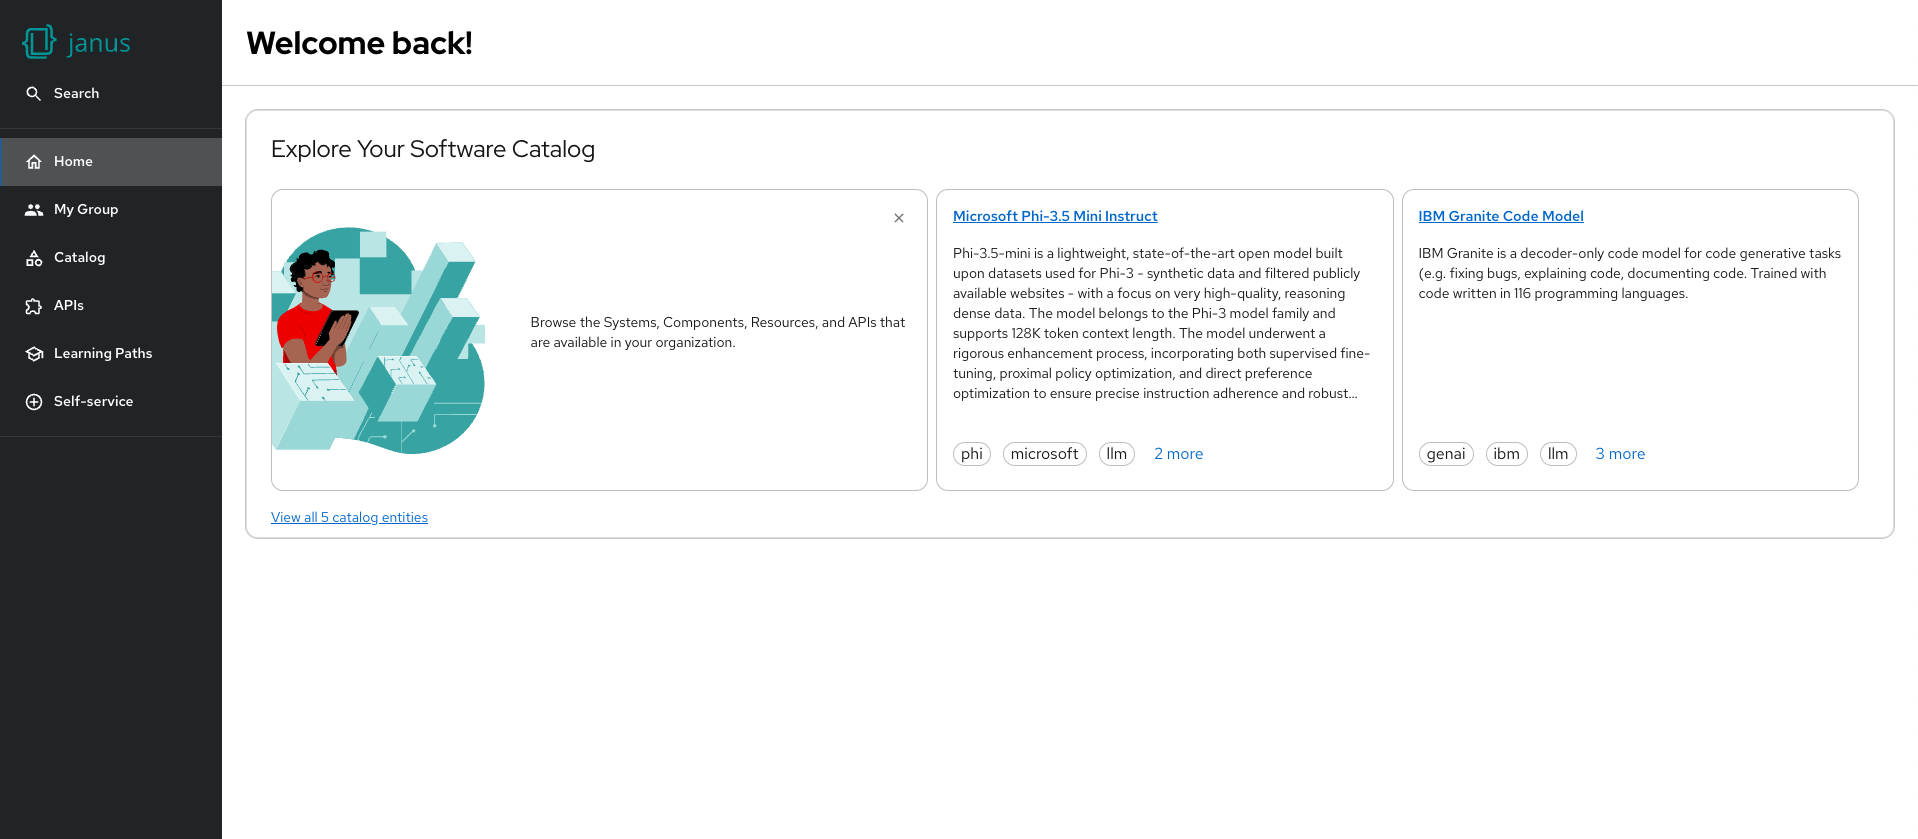 janus
Search
Home
My Group
Catalog
APIs
Learning Paths
Self-service
Welcome back!
Explore Your Software Catalog
Browse the Systems, Components, Resources, and APIs that
are available in your organization.
Microsoft Phi-3.5 Mini Instruct
Phi-3.5-mini is a lightweight, state-of-the-art open model built
upon datasets used for Phi-3 - synthetic data and filtered publicly
available websites - with a focus on very high-quality, reasoning
dense data. The model belongs to the Phi-3 model family and
supports 128K token context length. The model underwent a
rigorous enhancement process, incorporating both supervised fine-
tuning, proximal policy optimization, and direct preference
optimization to ensure precise instruction adherence and robust...
phi microsoft llm 2 more
IBM Granite Code Model
IBM Granite is a decoder-only code model for code generative tasks
(e.g. fixing bugs, explaining code, documenting code. Trained with
code written in 116 programming languages.
genai ibm llm 3 more
View all 5 catalog entities